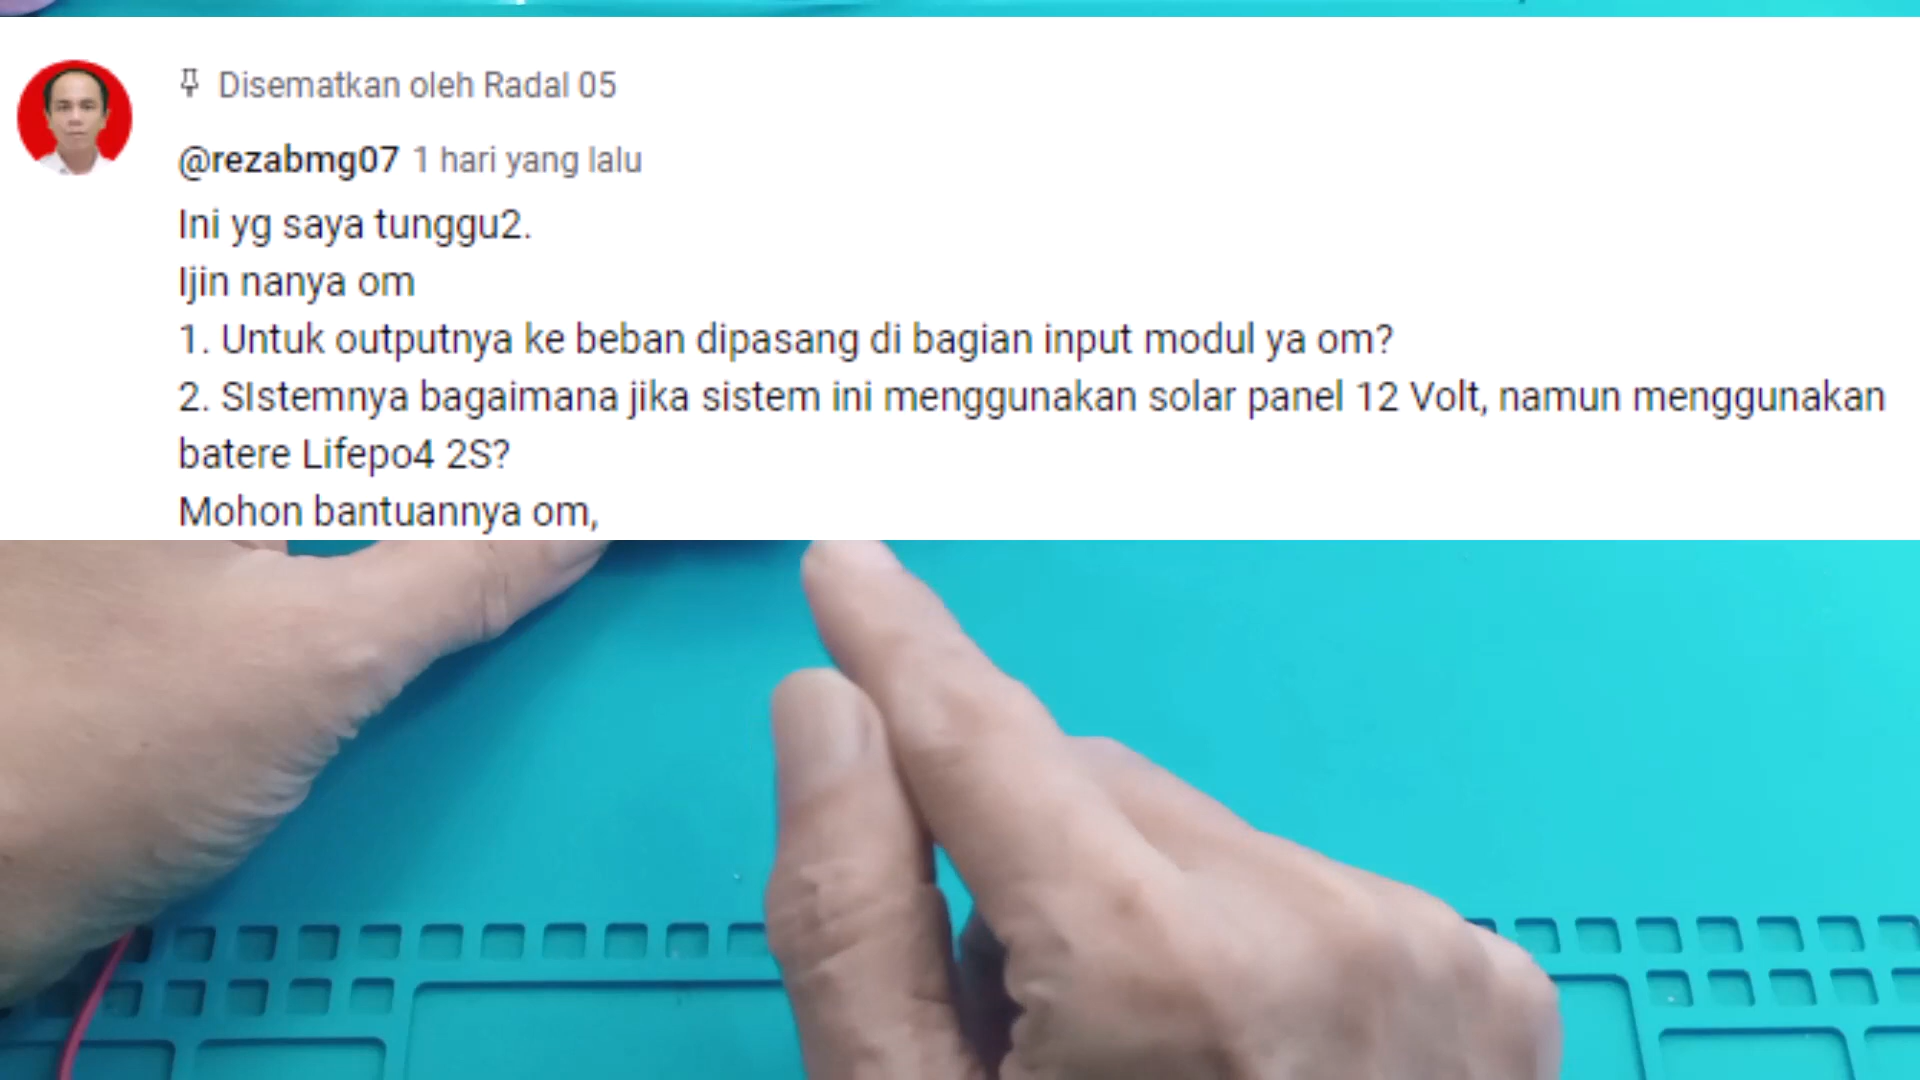 Disematkan oleh Radal 05
@rezabmg07 1 hari yang lalu
Ini yg saya tunggu2.
Ijin nanya om
1. Untuk outputnya ke beban dipasang di bagian input modul ya om?
2. SIstemnya bagaimana jika sistem ini menggunakan solar panel 12 Volt, namun menggunakan
batere Lifepo4 2S?
Mohon bantuannya om,